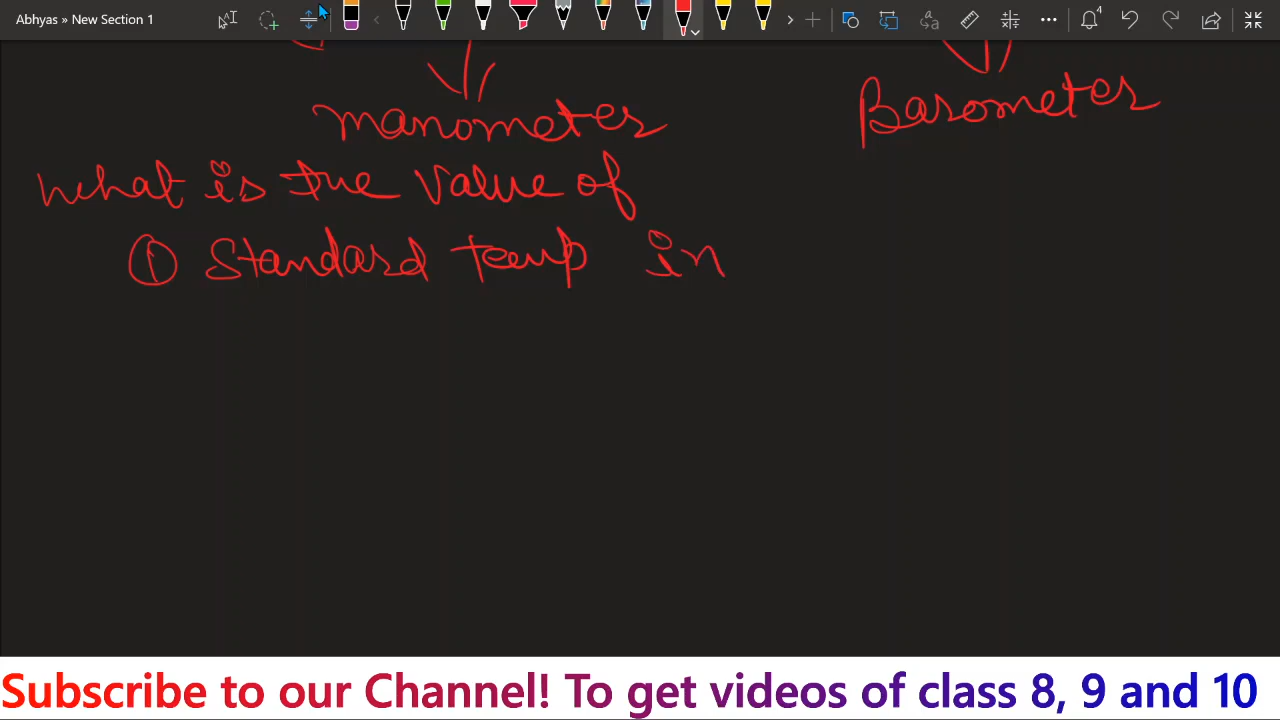 Abhyas » New Section 1
manometer
Barometer
What is the value of
① Standard temp in
Subscribe to our Channel! To get videos of class 8, 9 and 10